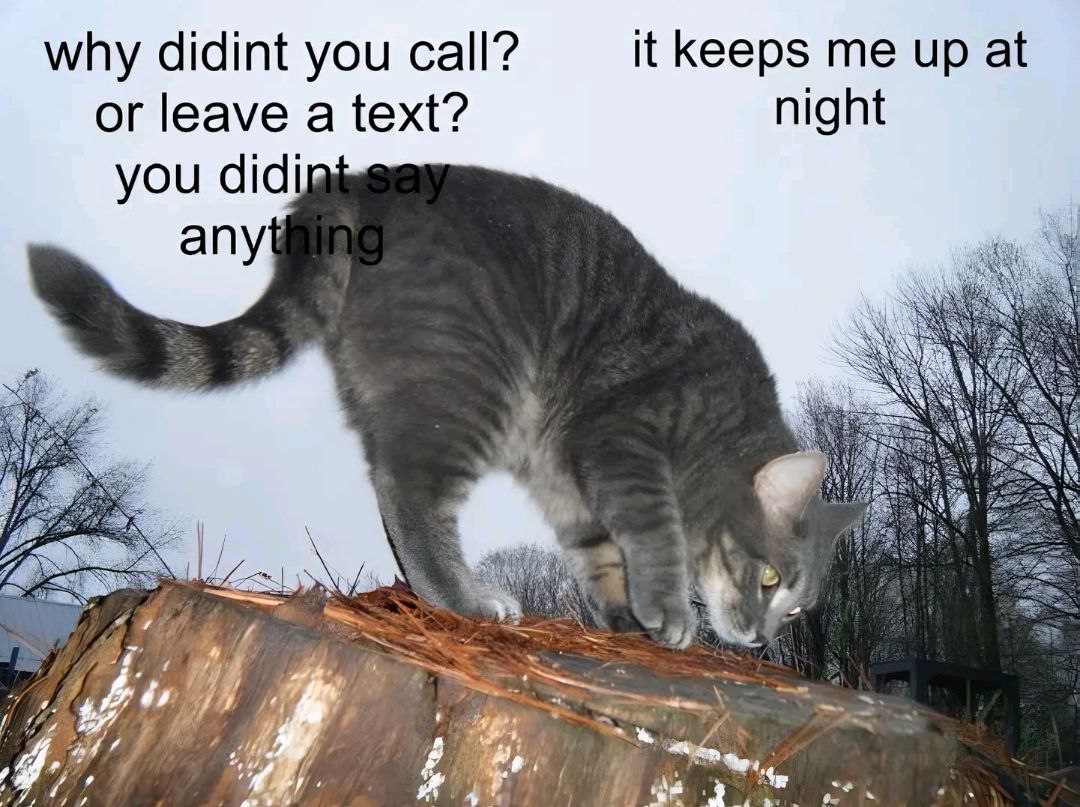 why didint you call?
or leave a text?
you didint say
anything
it keeps me up at
night